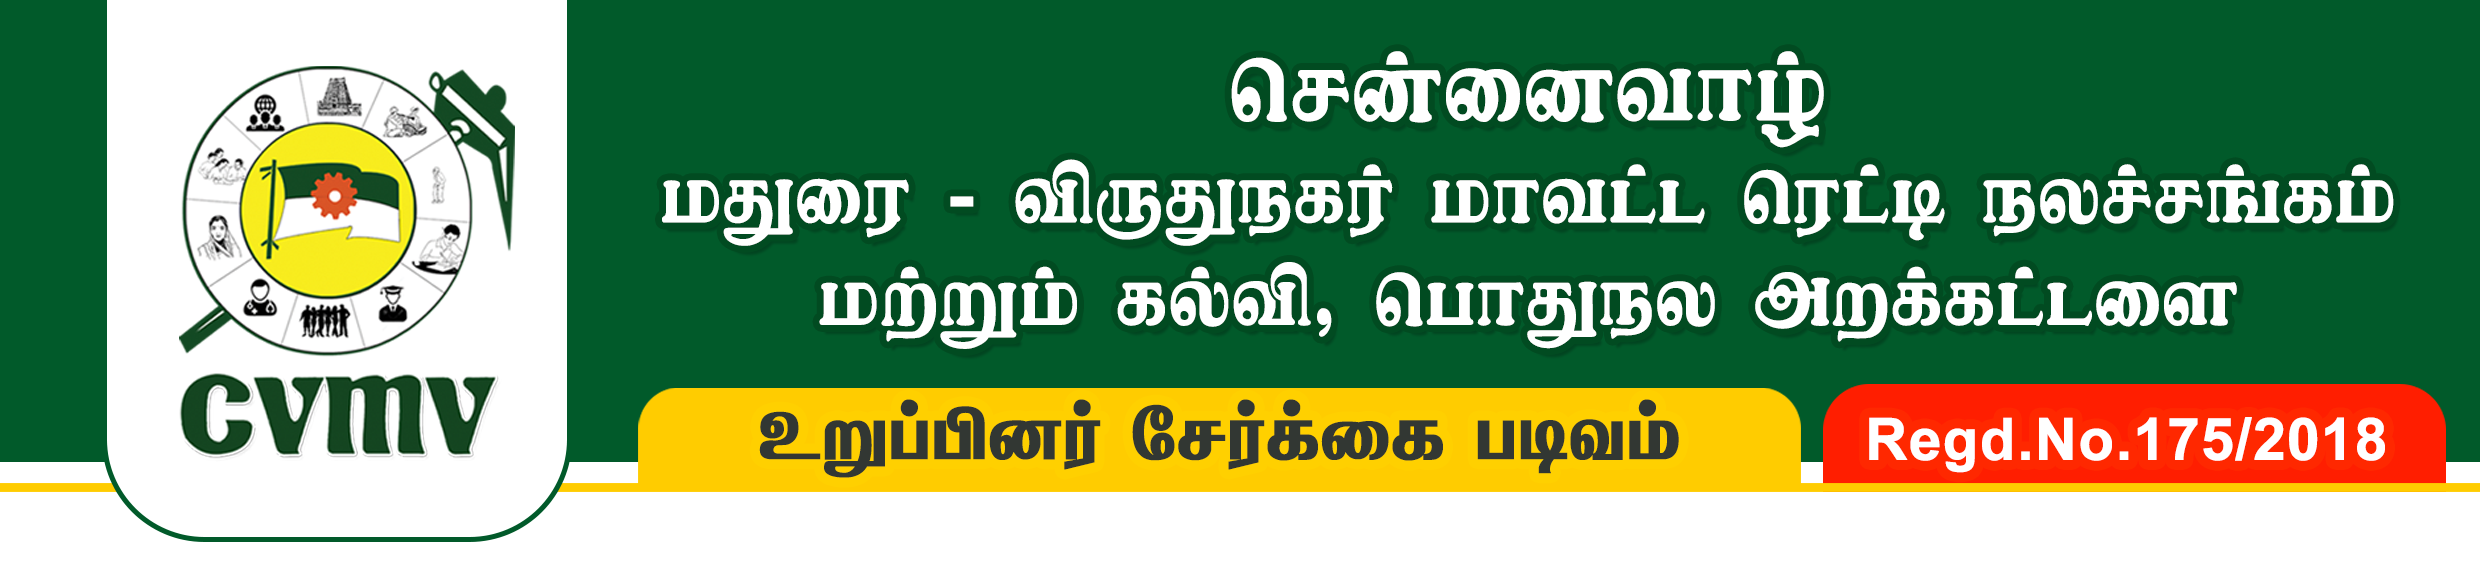 சென்னைவாழ்
மதுரை - விருதுநகர் மாவட்ட ரெட்டி நலச்சங்கம்
மற்றும் கல்வி, பொதுநல அறக்கட்டளை
CVMV
உறுப்பினர் சேர்க்கை படிவம்
Regd.No.175/2018